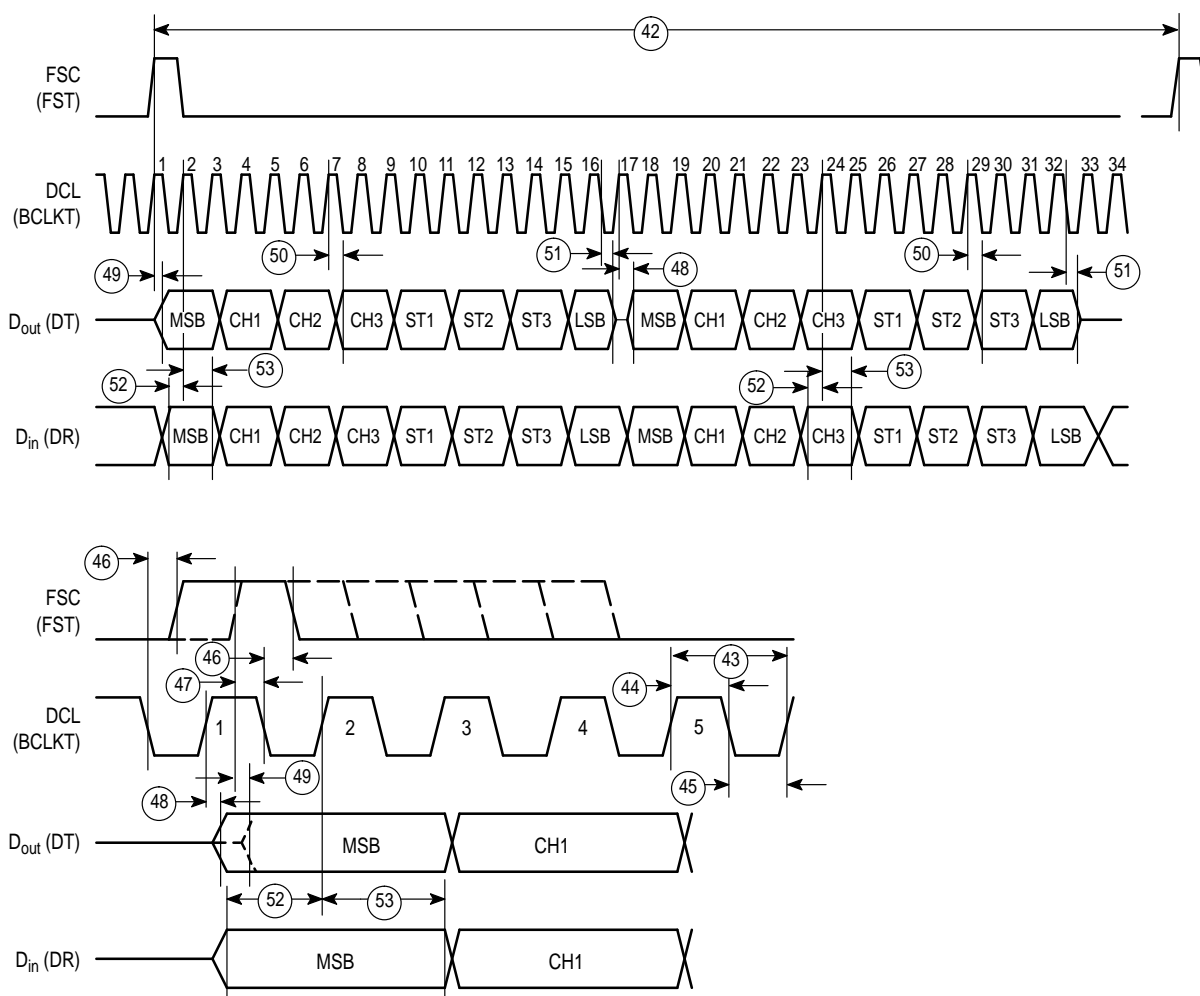 42
FSC
(FST)
1 2 3 4 5 6 7 8 9 10 11 12 13 14 15 16 17 18 19 20 21 22 23 24 25 26 27 28 29 30 31 32 33 34
DCL
(BCLKT)
49 50 51 48 50 51
Dout (DT)
MSB CH1 CH2 CH3 ST1 ST2 ST3 LSB MSB CH1 CH2 CH3 ST1 ST2 ST3 LSB
52 53 52 53
Din (DR)
MSB CH1 CH2 CH3 ST1 ST2 ST3 LSB MSB CH1 CH2 CH3 ST1 ST2 ST3 LSB
46
FSC
(FST)
46 43
47 44
DCL
(BCLKT)
1 2 3 4 5
49 45
48
Dout (DT)
MSB CH1
52 53
Din (DR)
MSB CH1